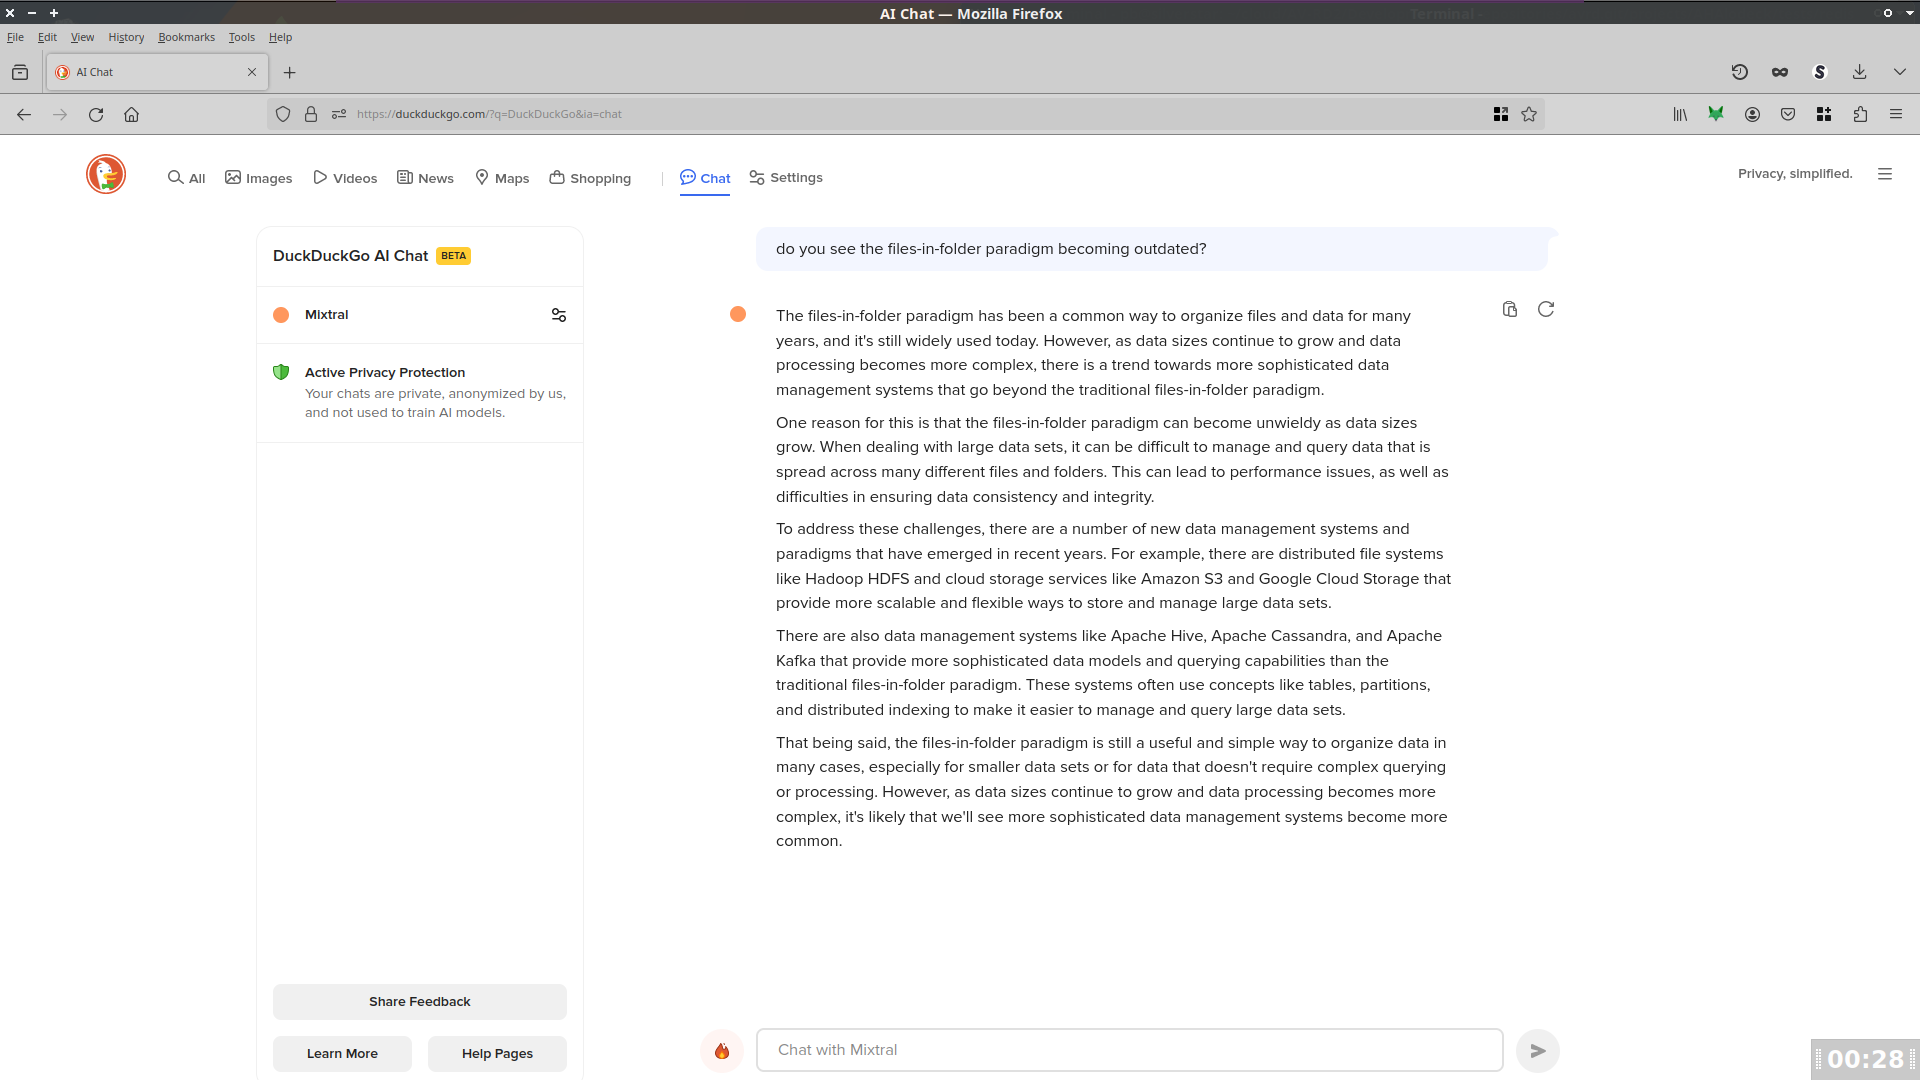 AI Chat — Mozilla Firefox
Terminal -
File Edit View History Bookmarks Tools Help
AI Chat
https://duckduckgo.com/?q=DuckDuckGo&ia=chat
All Images Videos News Maps Shopping Chat Settings
Privacy, simplified.
DuckDuckGo AI Chat BETA
Mixtral
Active Privacy Protection
Your chats are private, anonymized by us,
and not used to train AI models.
Share Feedback
Learn More Help Pages
do you see the files-in-folder paradigm becoming outdated?
The files-in-folder paradigm has been a common way to organize files and data for many
years, and it's still widely used today. However, as data sizes continue to grow and data
processing becomes more complex, there is a trend towards more sophisticated data
management systems that go beyond the traditional files-in-folder paradigm.
One reason for this is that the files-in-folder paradigm can become unwieldy as data sizes
grow. When dealing with large data sets, it can be difficult to manage and query data that is
spread across many different files and folders. This can lead to performance issues, as well as
difficulties in ensuring data consistency and integrity.
To address these challenges, there are a number of new data management systems and
paradigms that have emerged in recent years. For example, there are distributed file systems
like Hadoop HDFS and cloud storage services like Amazon S3 and Google Cloud Storage that
provide more scalable and flexible ways to store and manage large data sets.
There are also data management systems like Apache Hive, Apache Cassandra, and Apache
Kafka that provide more sophisticated data models and querying capabilities than the
traditional files-in-folder paradigm. These systems often use concepts like tables, partitions,
and distributed indexing to make it easier to manage and query large data sets.
That being said, the files-in-folder paradigm is still a useful and simple way to organize data in
many cases, especially for smaller data sets or for data that doesn't require complex querying
or processing. However, as data sizes continue to grow and data processing becomes more
complex, it's likely that we'll see more sophisticated data management systems become more
common.
Chat with Mixtral
00:28